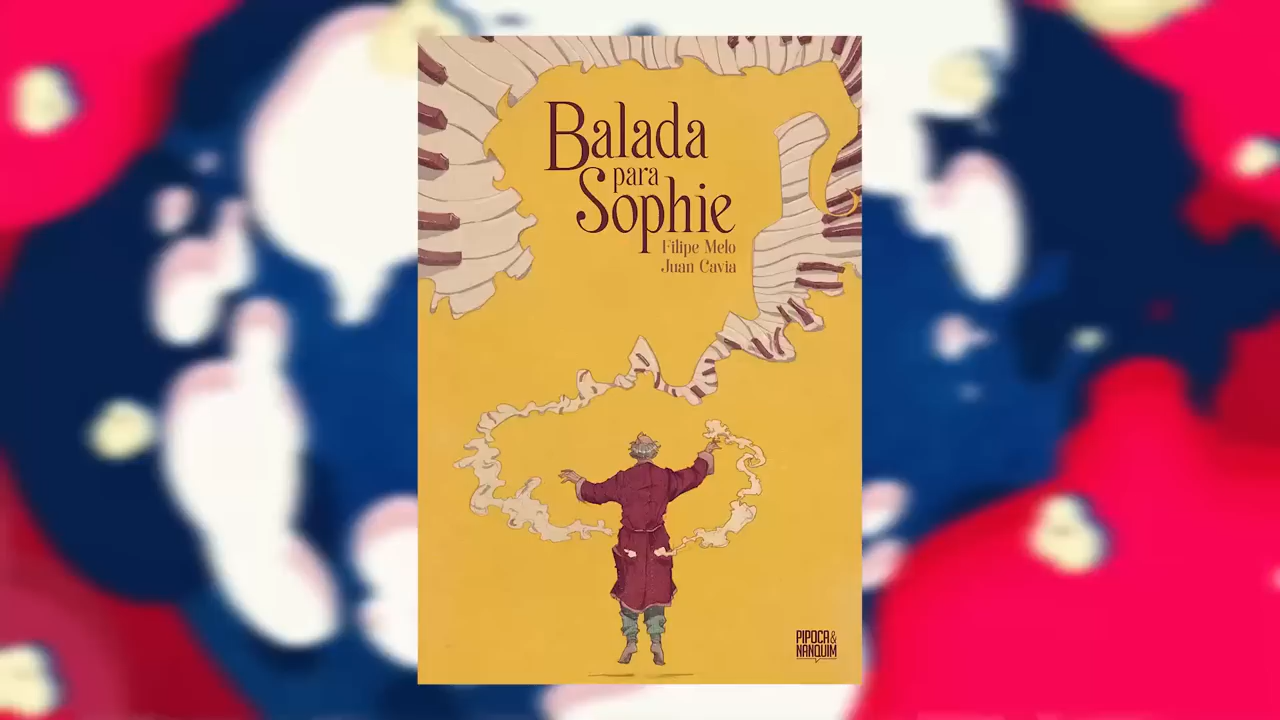 Balada
para
Sophie
Filipe Melo
Juan Cavia
PIPOCA &
NANQUIM